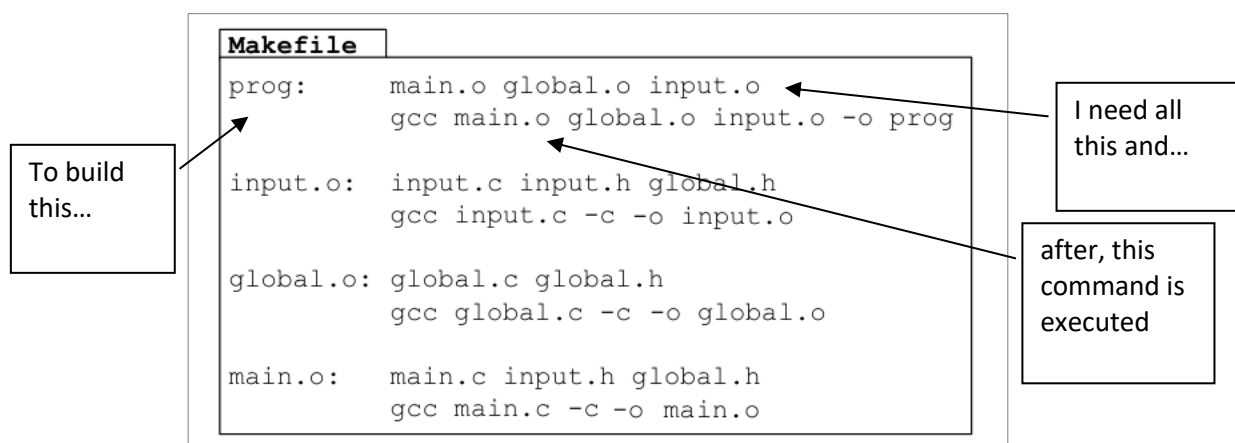 Makefile
prog: main.o global.o input.o
gcc main.o global.o input.o -o prog
input.o: input.c input.h global.h
gcc input.c -c -o input.o
global.o: global.c global.h
gcc global.c -c -o global.o
main.o: main.c input.h global.h
gcc main.c -c -o main.o
To build
this…
I need all
this and…
after, this
command is
executed